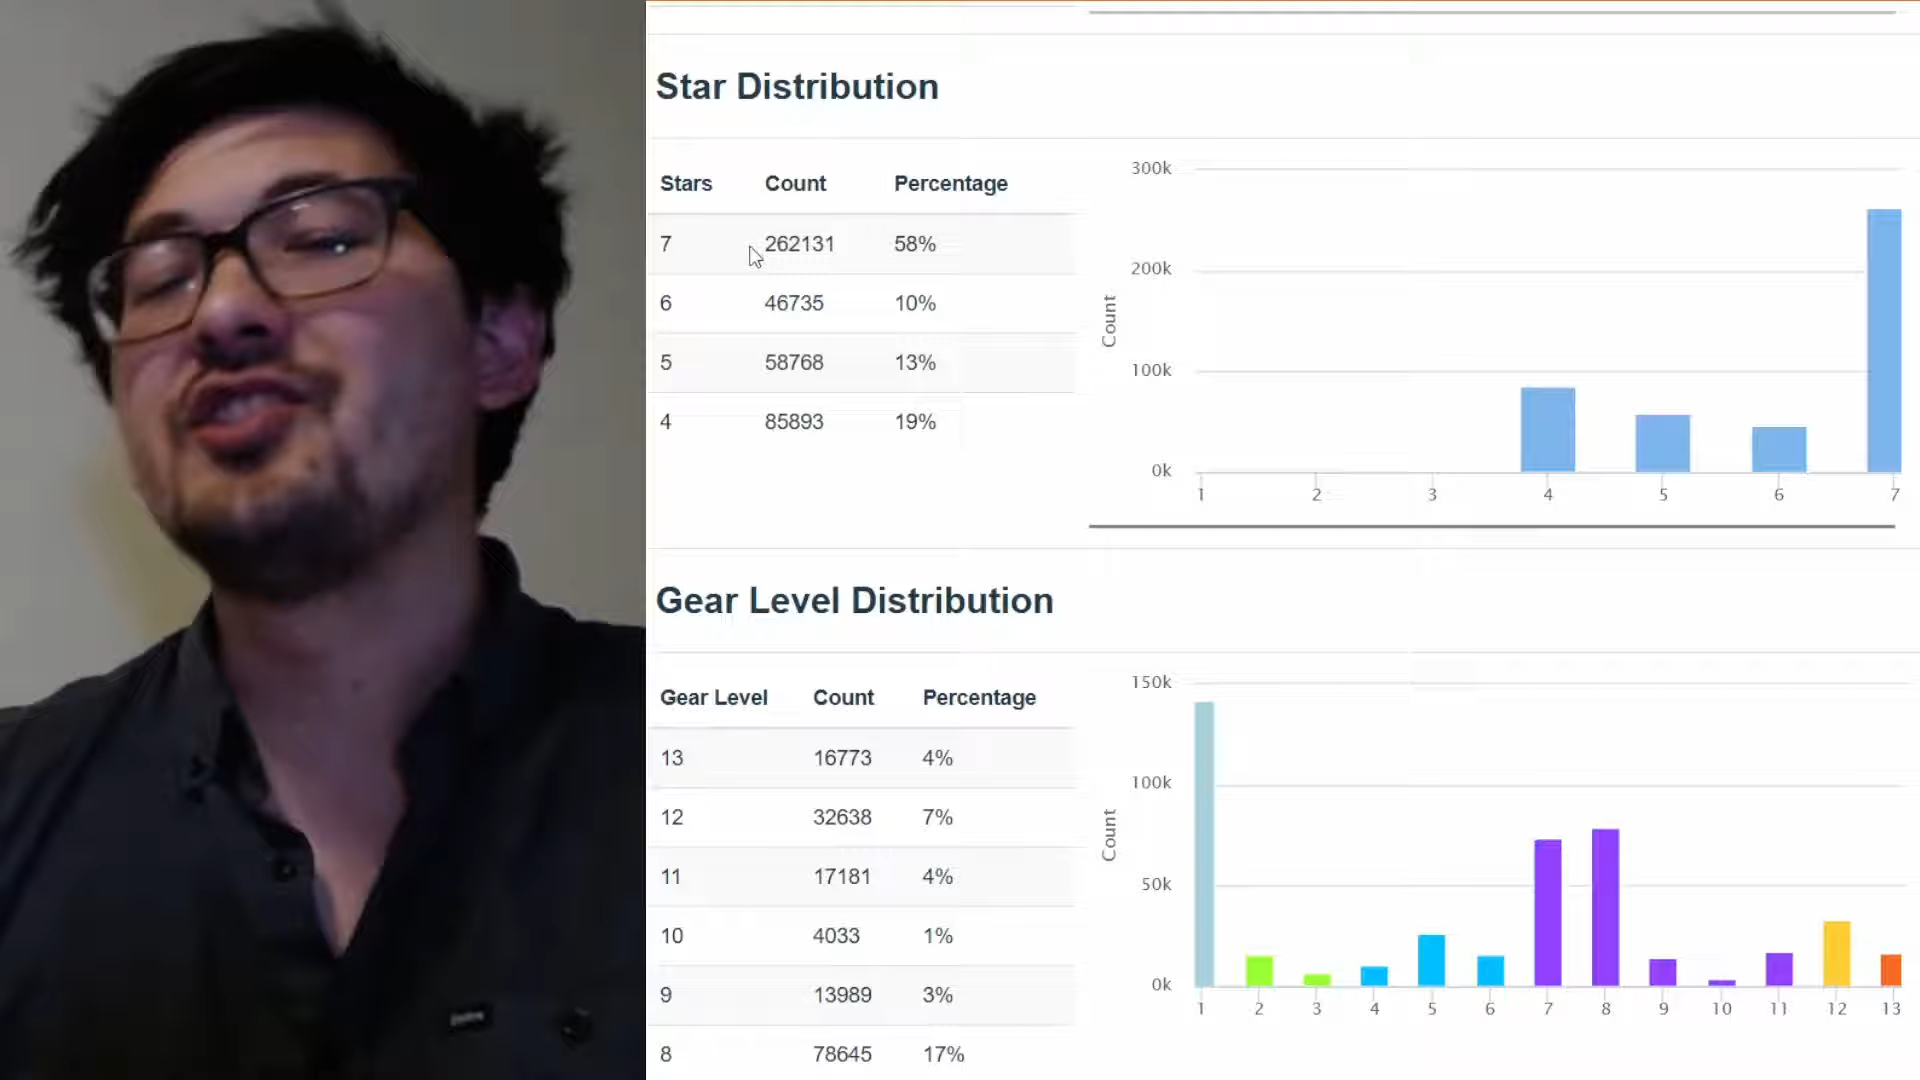 Star Distribution
Stars Count Percentage
7 262131 58%
6 46735 10%
5 58768 13%
4 85893 19%
300k
200k
100k
0k
Count
1 2 3 4 5 6 7
Gear Level Distribution
Gear Level Count Percentage
13 16773 4%
12 32638 7%
11 17181 4%
10 4033 1%
9 13989 3%
8 78645 17%
150k
100k
50k
0k
Count
1 2 3 4 5 6 7 8 9 10 11 12 13